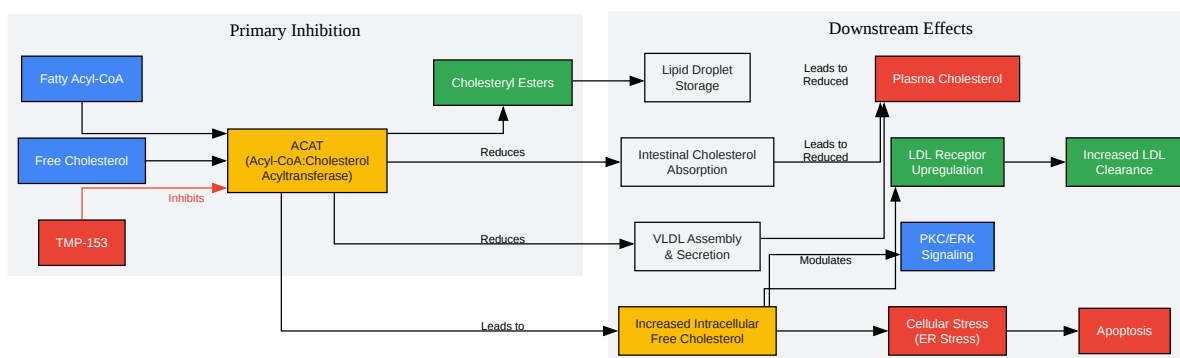 Primary Inhibition
Downstream Effects
Fatty Acyl-CoA
Free Cholesterol
TMP-153
Inhibits
ACAT
(Acyl-CoA:Cholesterol
Acyltransferase)
Cholesteryl Esters
Reduces
Reduces
Leads to
Lipid Droplet
Storage
Intestinal Cholesterol
Absorption
VLDL Assembly
& Secretion
Increased Intracellular
Free Cholesterol
Leads to
Reduced
Leads to
Reduced
Modulates
Plasma Cholesterol
LDL Receptor
Upregulation
PKC/ERK
Signaling
Cellular Stress
(ER Stress)
Increased LDL
Clearance
Apoptosis